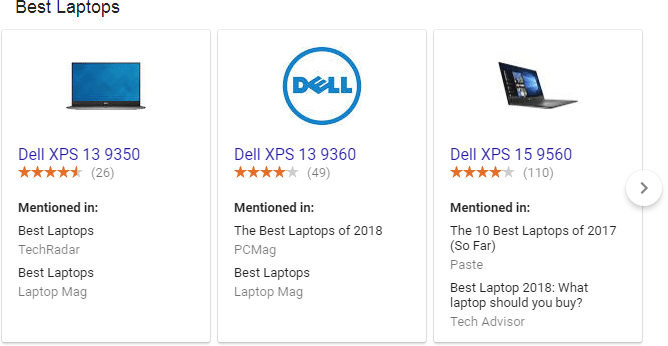 Best Laptops
Dell XPS 13 9350
(26)
Mentioned in:
Best Laptops
TechRadar
Best Laptops
Laptop Mag
DELL
Dell XPS 13 9360
(49)
Mentioned in:
The Best Laptops of 2018
PCMag
Best Laptops
Laptop Mag
Dell XPS 15 9560
(110)
Mentioned in:
The 10 Best Laptops of 2017
(So Far)
Paste
Best Laptop 2018: What
laptop should you buy?
Tech Advisor